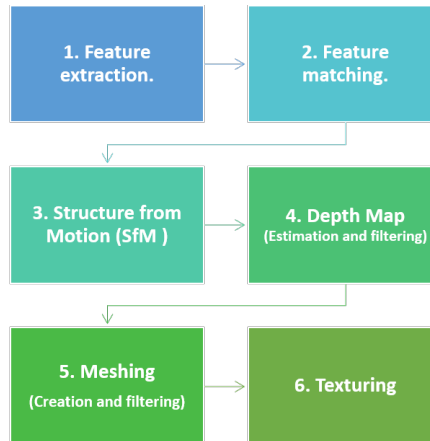 1. Feature
extraction.
2. Feature
matching.
3. Structure from
Motion (SfM )
4. Depth Map
(Estimation and filtering)
5. Meshing
(Creation and filtering)
6. Texturing